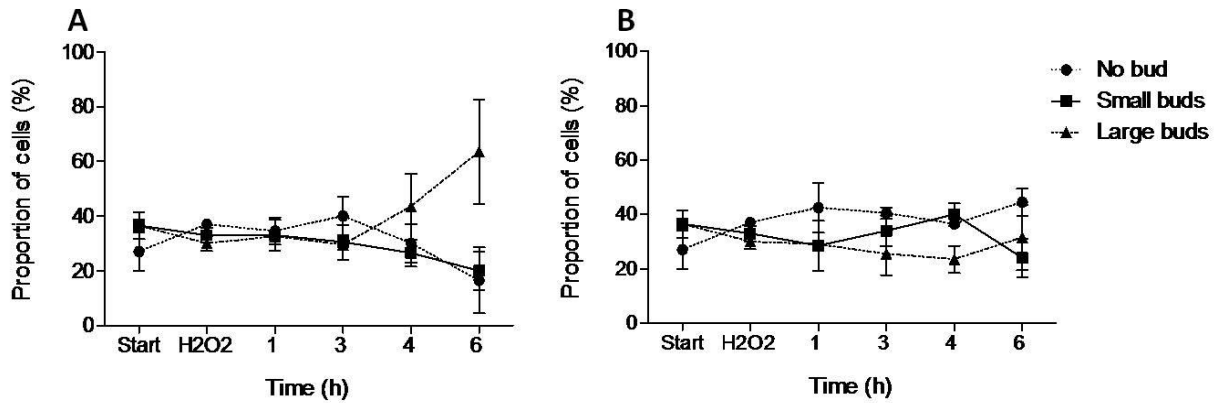 A
Proportion of cells (%)
100
80
60
40
20
0
Start H2O2 1 3 4 6
Time (h)
B
Proportion of cells (%)
100
80
60
40
20
0
Start H2O2 1 3 4 6
Time (h)
No bud
Small buds
Large buds